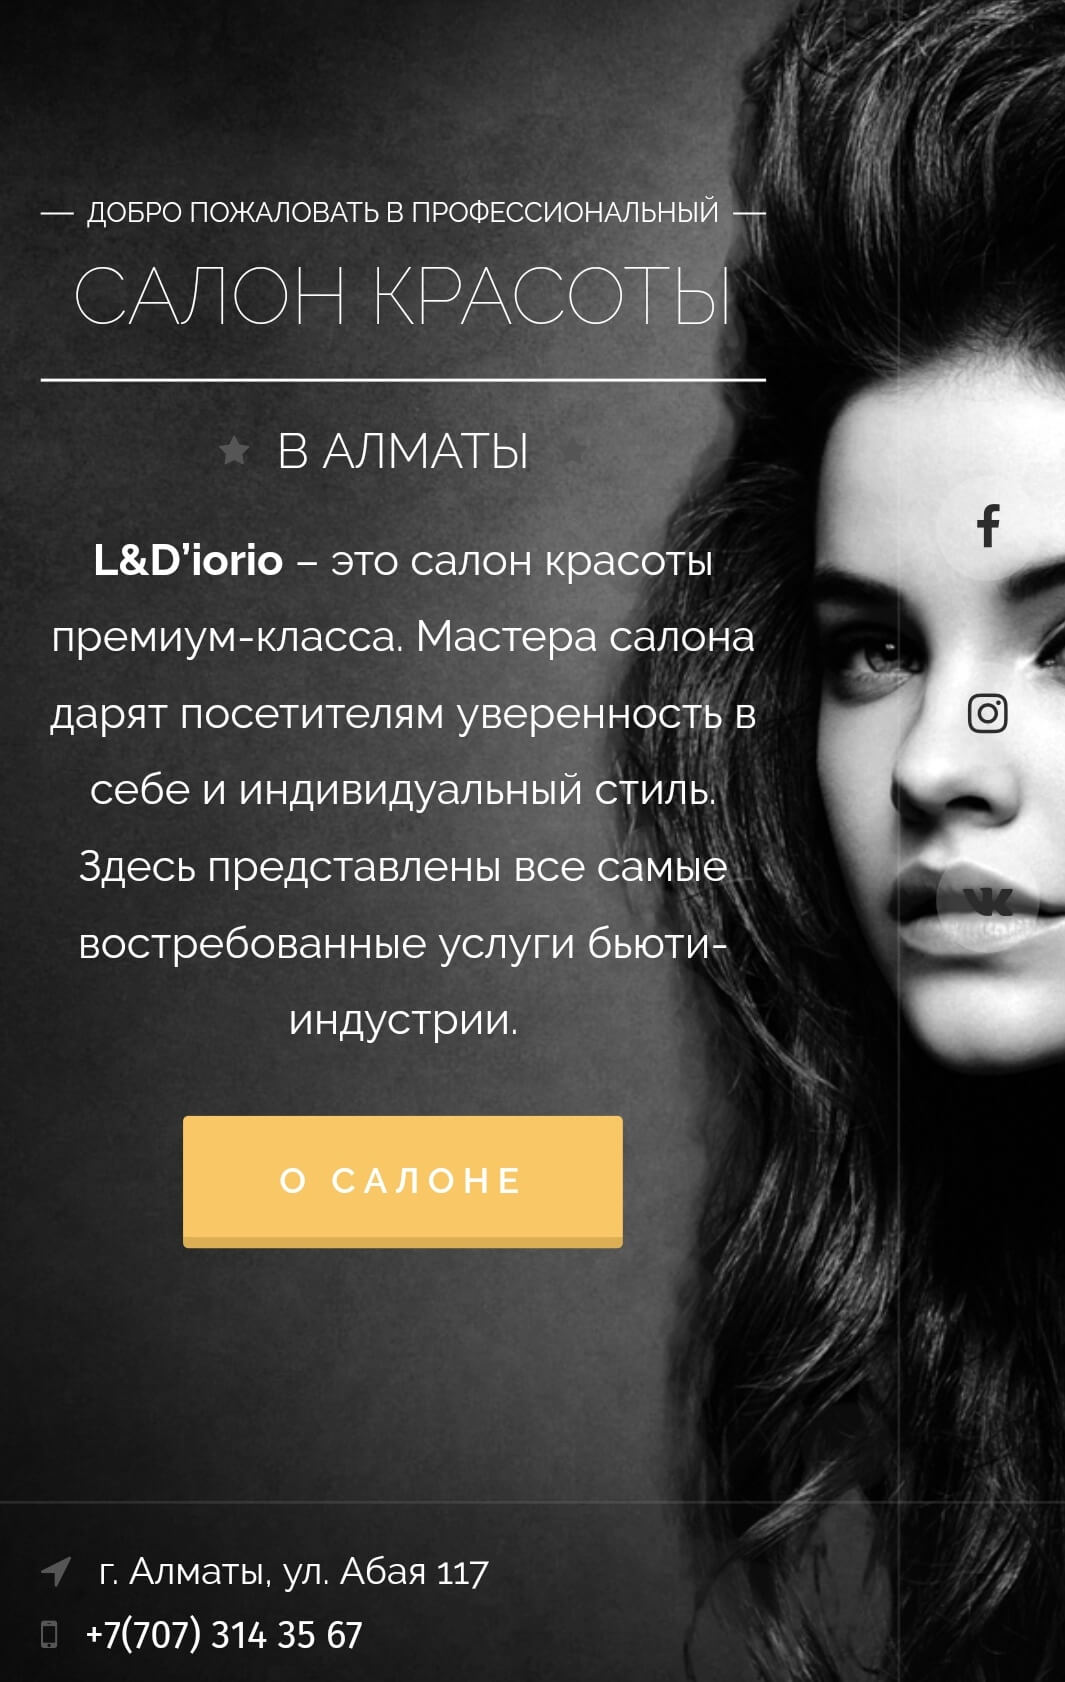 ДОБРО ПОЖАЛОВАТЬ В ПРОФЕССИОНАЛЬНЫЙ
САЛОН КРАСОТЫ
В АЛМАТЫ
L&D’iorio – это салон красоты
премиум-класса. Мастера салона
дарят посетителям уверенность в
себе и индивидуальный стиль.
Здесь представлены все самые
востребованные услуги бьюти-
индустрии.
О САЛОНЕ
г. Алматы, ул. Абая 117
+7(707) 314 35 67